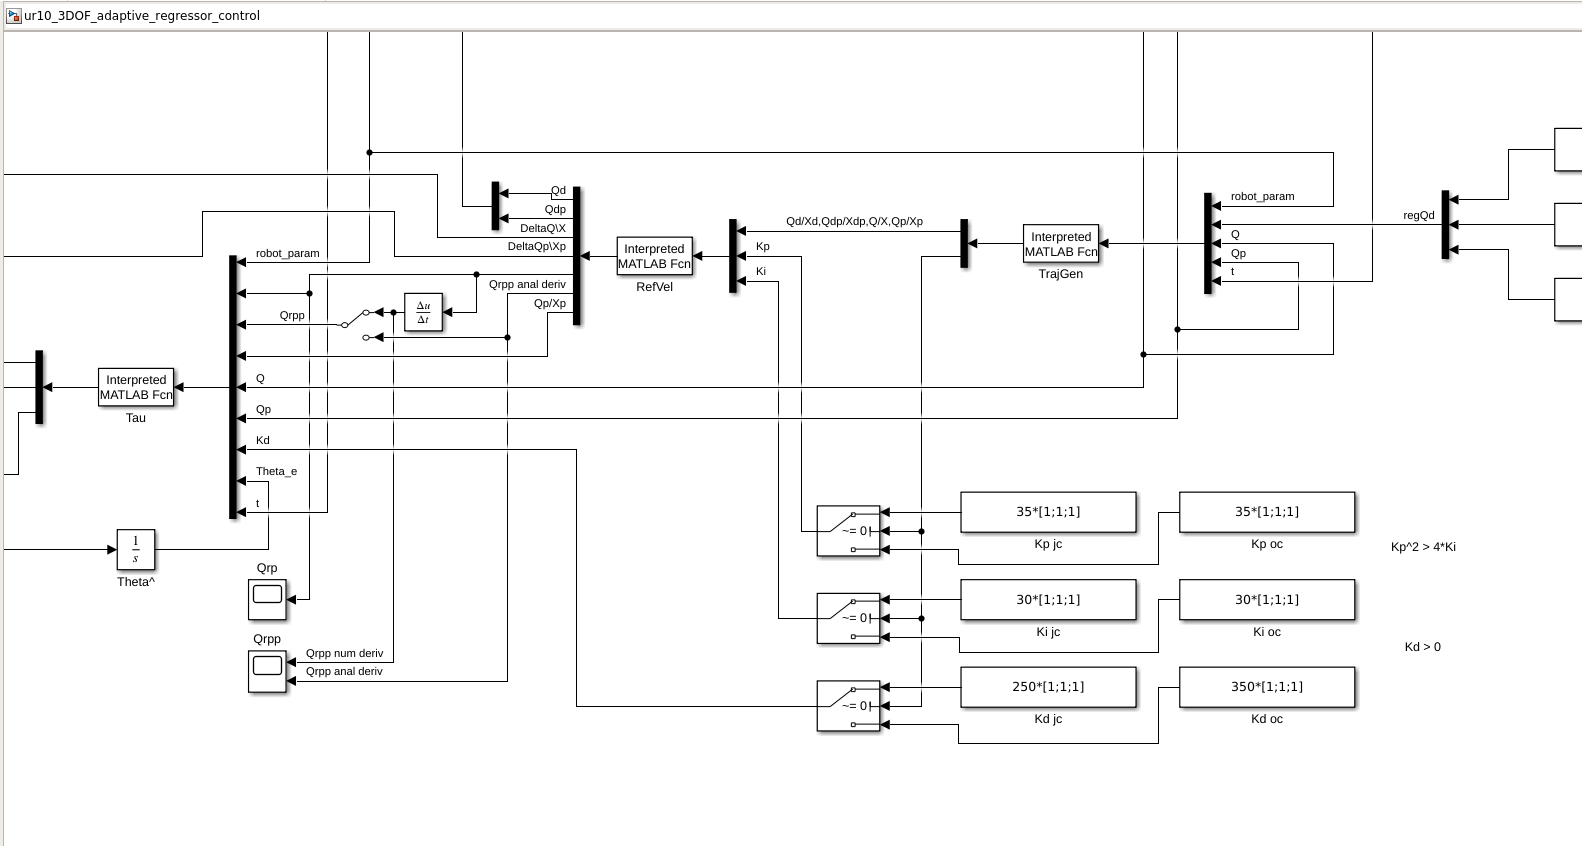 ur10_3DOF_adaptive_regressor_control
Qd
Qdp
DeltaQ\X
DeltaQp\Xp
Qrpp anal deriv
Qp/Xp
Interpreted
MATLAB Fcn
RefVel
Qd/Xd,Qdp/Xdp,Q/X,Qp/Xp
Kp
Ki
Interpreted
MATLAB Fcn
TrajGen
robot_param
regQd
Q
Qp
t
robot_param
Qrpp
Δu
Δt
Q
Qp
Kd
Theta_e
t
Interpreted
MATLAB Fcn
Tau
1
s
Theta^
Qrp
Qrpp
Qrpp num deriv
Qrpp anal deriv
~= 0
35*[1;1;1]
Kp jc
35*[1;1;1]
Kp oc
Kp^2 > 4*Ki
~= 0
30*[1;1;1]
Ki jc
30*[1;1;1]
Ki oc
Kd > 0
~= 0
250*[1;1;1]
Kd jc
350*[1;1;1]
Kd oc